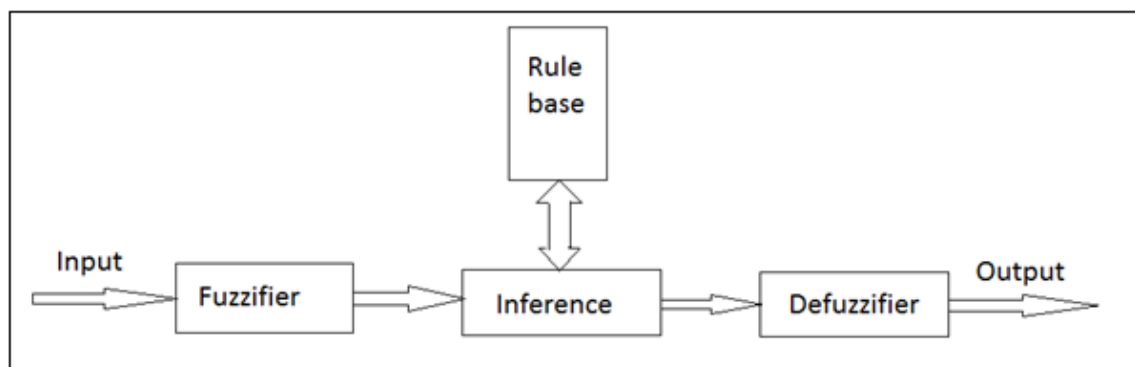 Rule
base
Input
Fuzzifier
Inference
Defuzzifier
Output